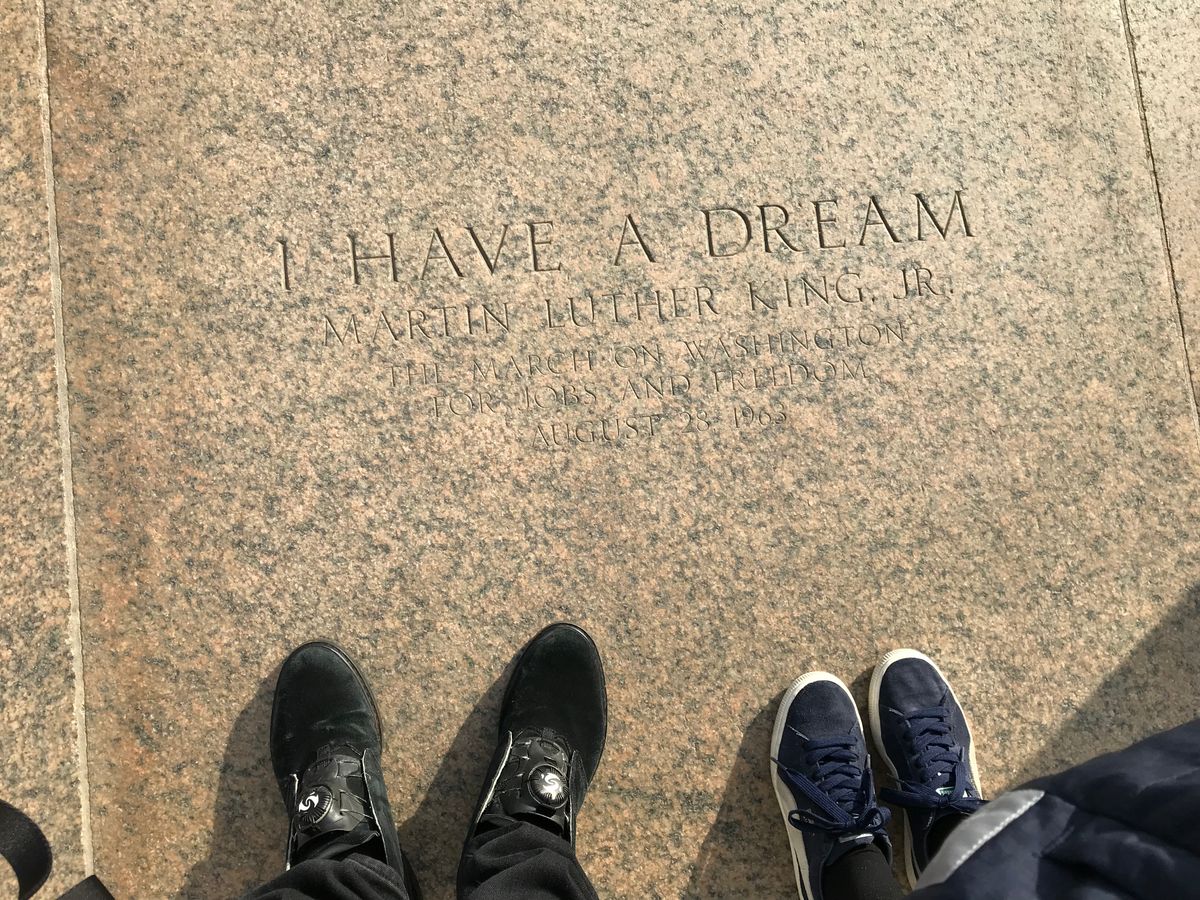 I HAVE A DREAM
MARTIN LUTHER KING, JR.
THE MARCH ON WASHINGTON
FOR JOBS AND FREEDOM
AUGUST 28, 1963